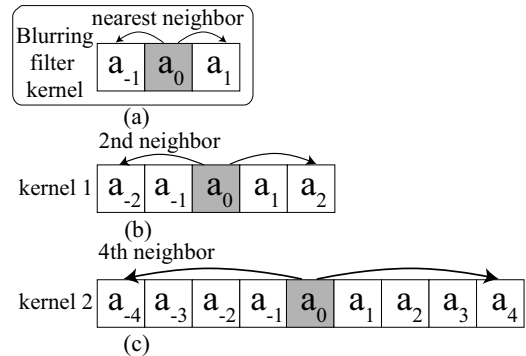 nearest neighbor
Blurring
filter
kernel
a-1 a0 a1
(a)
2nd neighbor
kernel 1
a-2 a-1 a0 a1 a2
(b)
4th neighbor
kernel 2
a-4 a-3 a-2 a-1 a0 a1 a2 a3 a4
(c)